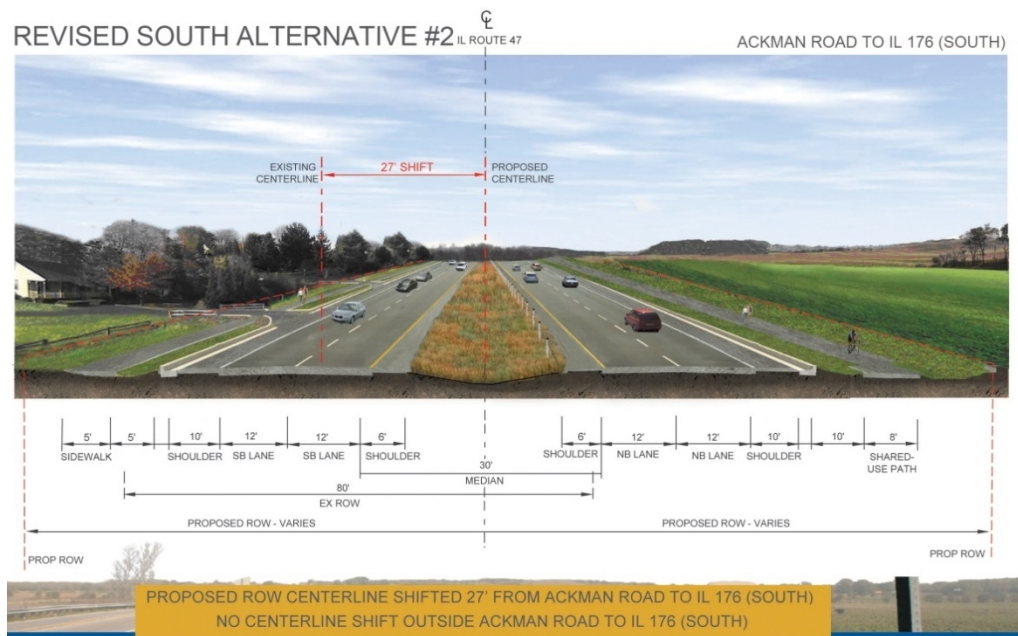 REVISED SOUTH ALTERNATIVE #2 IL ROUTE 47
ACKMAN ROAD TO IL 176 (SOUTH)
EXISTING
CENTERLINE
27' SHIFT
PROPOSED
CENTERLINE
5' 5' 10' 12' 12' 6' 6' 12' 12' 10' 10' 8'
SIDEWALK SHOULDER SB LANE SB LANE SHOULDER SHOULDER NB LANE NB LANE SHOULDER SHARED-
USE PATH
30'
MEDIAN
80'
EX ROW
PROPOSED ROW - VARIES PROPOSED ROW - VARIES
PROP ROW PROP ROW
PROPOSED ROW CENTERLINE SHIFTED 27' FROM ACKMAN ROAD TO IL 176 (SOUTH)
NO CENTERLINE SHIFT OUTSIDE ACKMAN ROAD TO IL 176 (SOUTH)